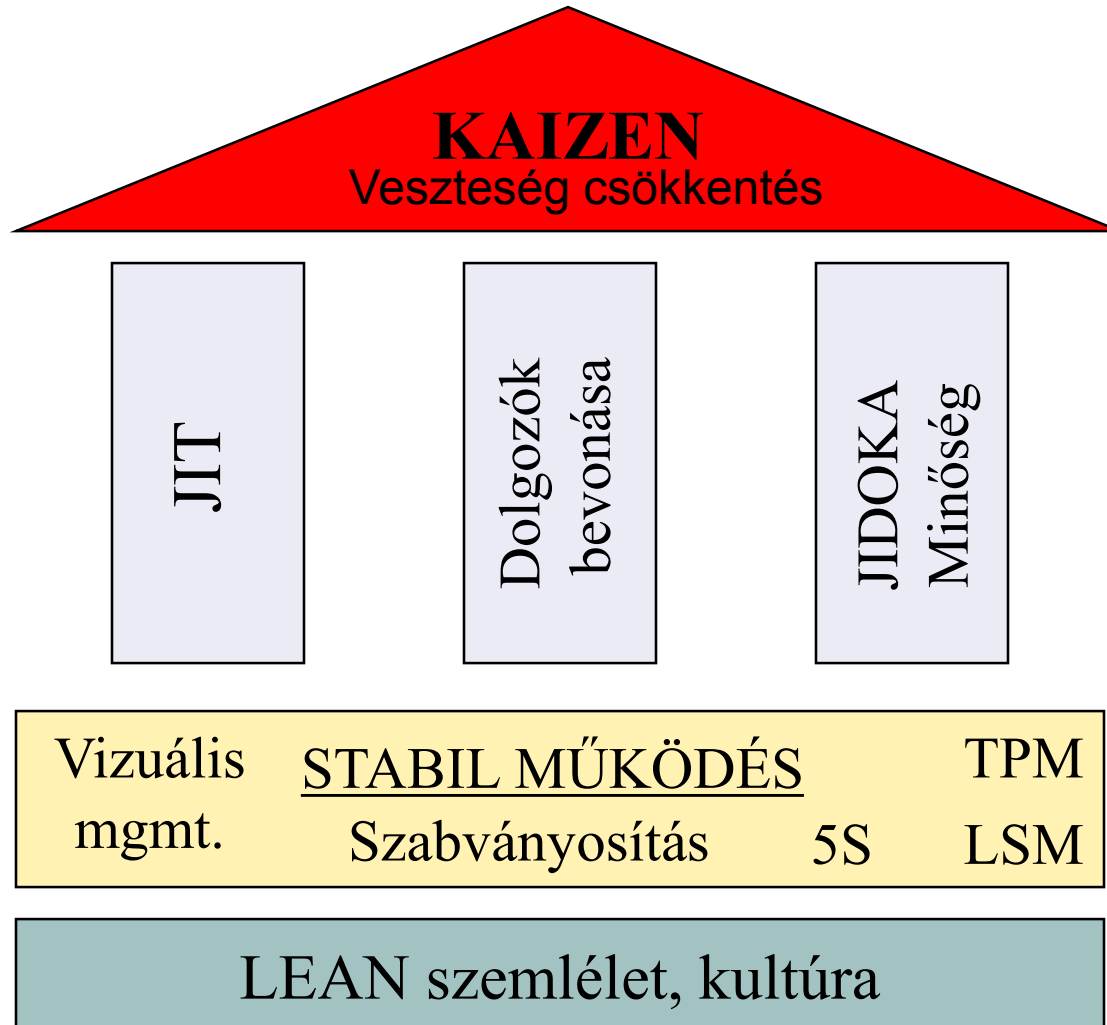 KAIZEN
Veszteség csökkentés
JIT
Dolgozók
bevonása
JIDOKA
Minőség
Vizuális
mgmt.
STABIL MŰKÖDÉS
Szabványosítás
5S
TPM
LSM
LEAN szemlélet, kultúra